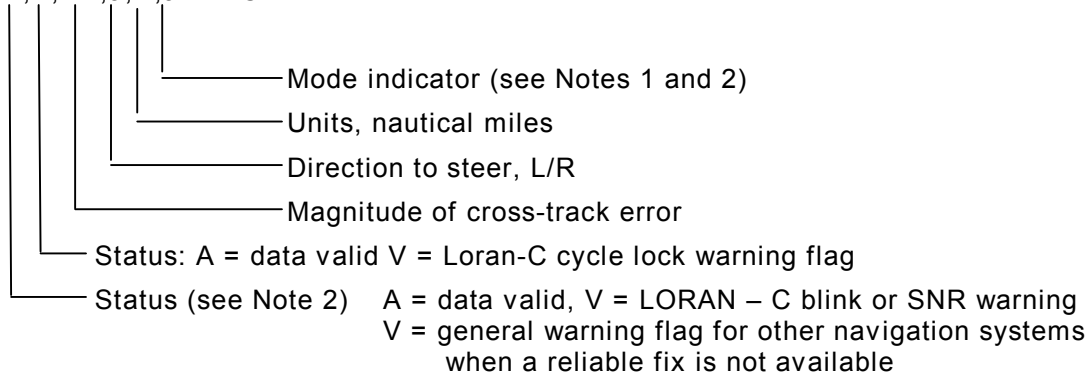 Mode indicator (see Notes 1 and 2)
Units, nautical miles
Direction to steer, L/R
Magnitude of cross-track error
Status: A = data valid V = Loran-C cycle lock warning flag
Status (see Note 2) A = data valid, V = LORAN – C blink or SNR warning
V = general warning flag for other navigation systems
when a reliable fix is not available